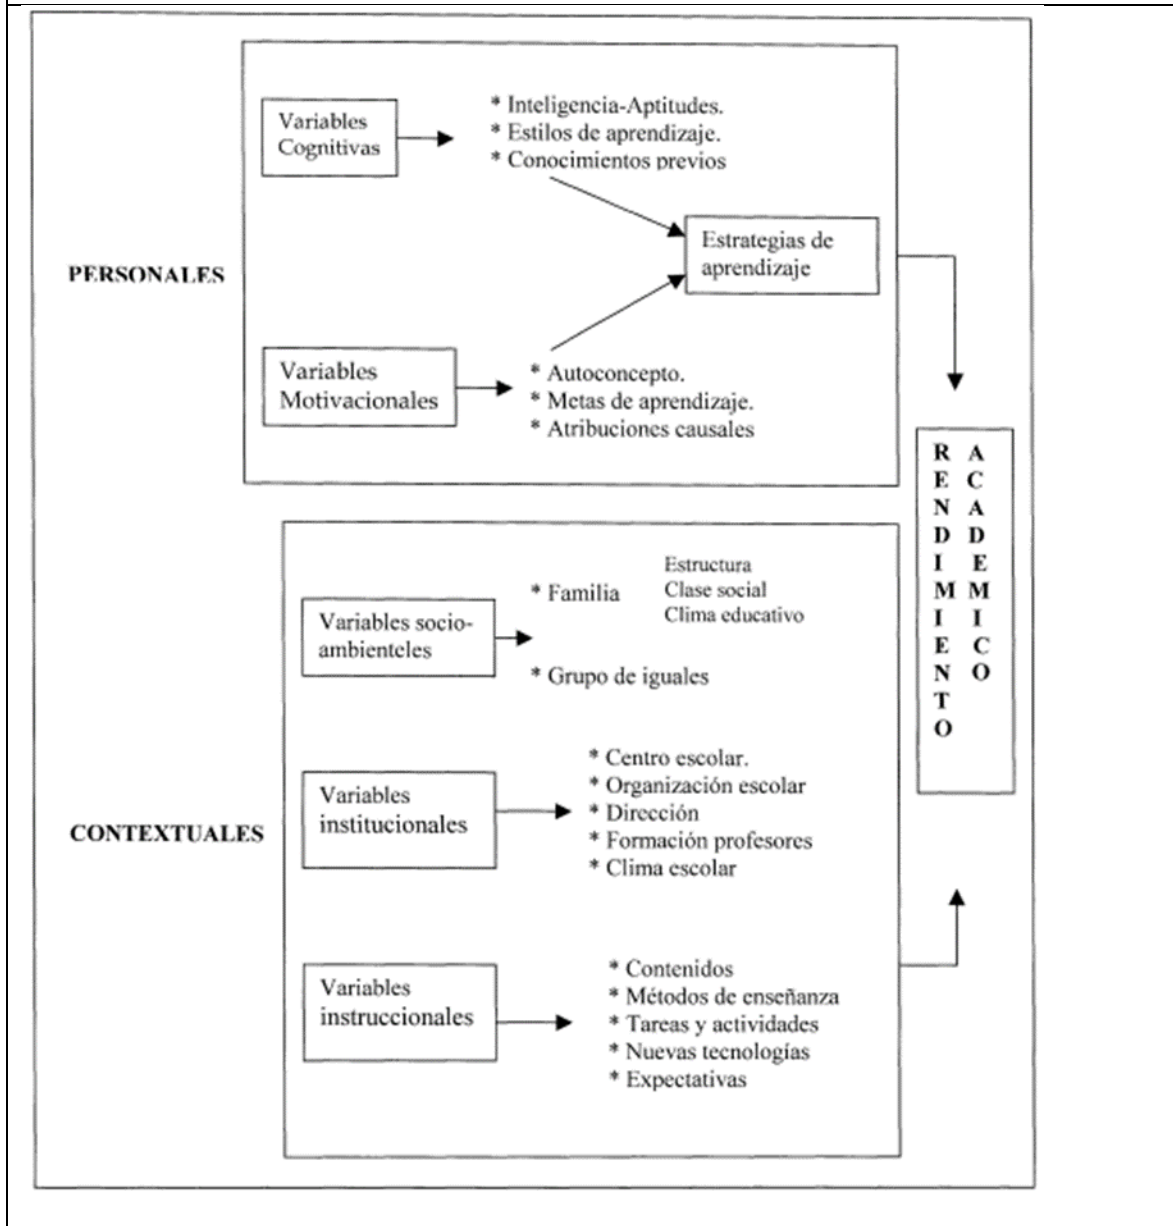 Variables
Cognitivas
* Inteligencia-Aptitudes.
* Estilos de aprendizaje.
* Conocimientos previos
Estrategias de
aprendizaje
PERSONALES
Variables
Motivacionales
* Autoconcepto.
* Metas de aprendizaje.
* Atribuciones causales
RENDIMIENTO
ACADEMICO
Variables socio-
ambienteles
* Familia
Estructura
Clase social
Clima educativo
* Grupo de iguales
CONTEXTUALES
Variables
institucionales
* Centro escolar.
* Organización escolar
* Dirección
* Formación profesores
* Clima escolar
Variables
instruccionales
* Contenidos
* Métodos de enseñanza
* Tareas y actividades
* Nuevas tecnologías
* Expectativas